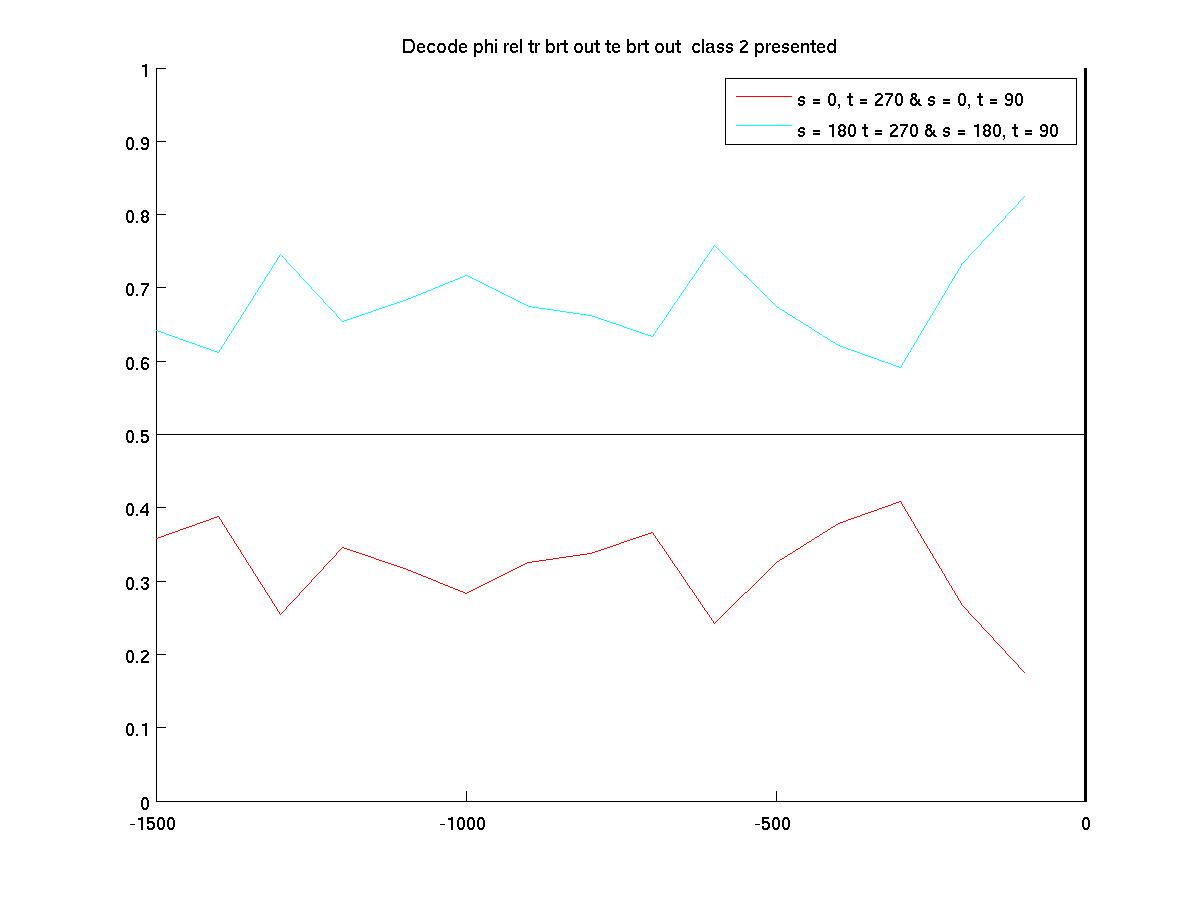 Decode phi rel tr brt out te brt out  class 2 presented
s = 0, t = 270 & s = 0, t = 90
s = 180 t = 270 & s = 180, t = 90
1
0.9
0.8
0.7
0.6
0.5
0.4
0.3
0.2
0.1
0
-1500 -1000 -500 0